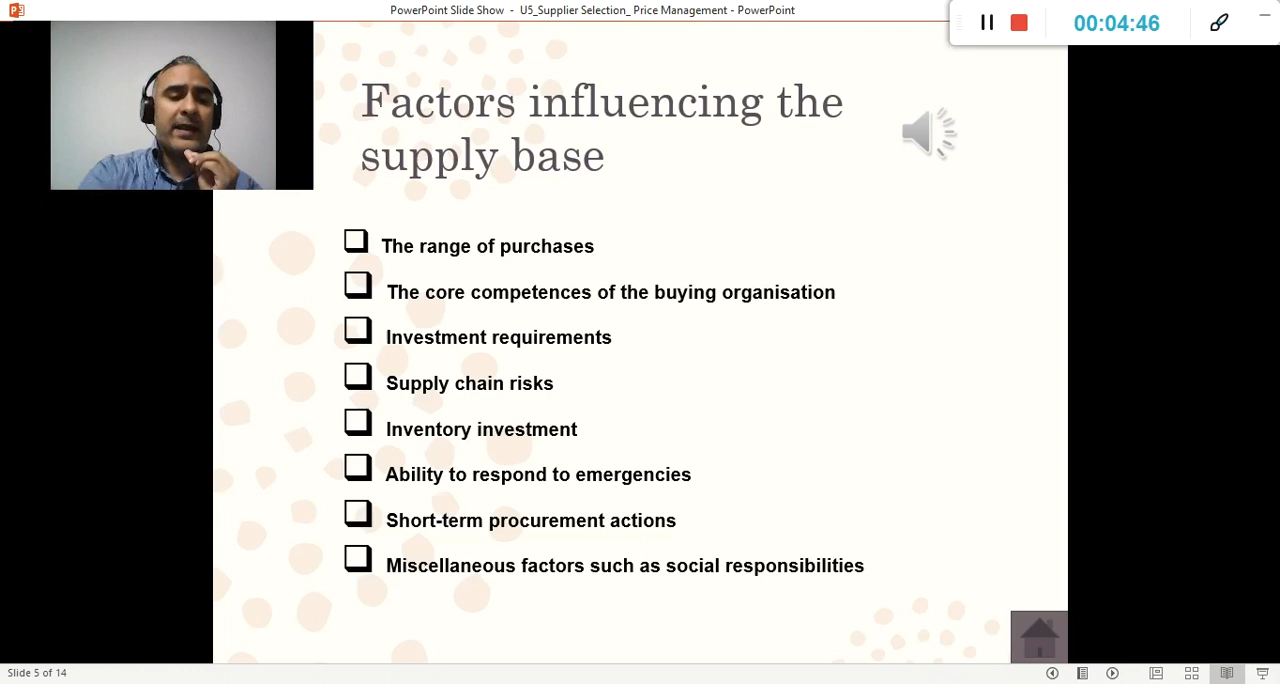 PowerPoint Slide Show - U5_Supplier Selection_ Price Management - PowerPoint
00:04:46
Factors influencing the
supply base
The range of purchases
The core competences of the buying organisation
Investment requirements
Supply chain risks
Inventory investment
Ability to respond to emergencies
Short-term procurement actions
Miscellaneous factors such as social responsibilities
Slide 5 of 14